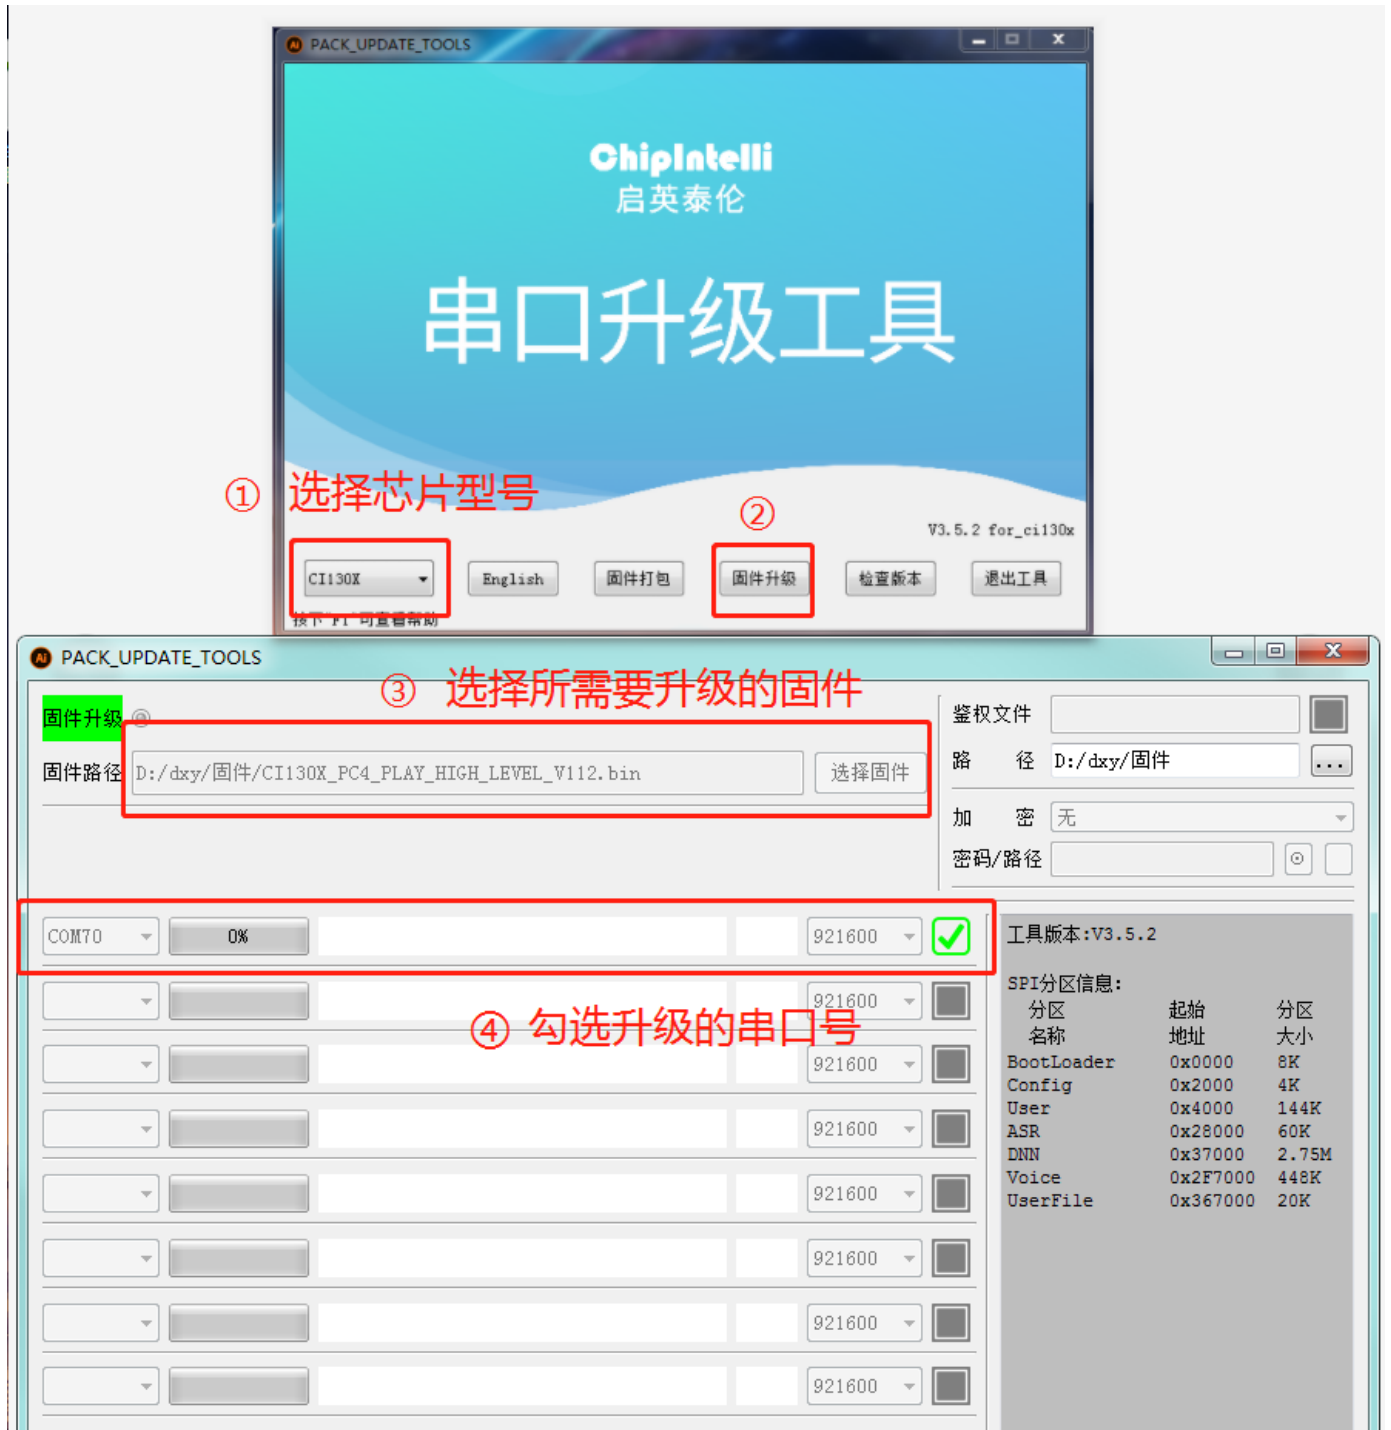 PACK_UPDATE_TOOLS
ChipIntelli
启英泰伦
串口升级工具
① 选择芯片型号
②
V3.5.2 for_ci130x
CI130X English 固件打包 固件升级 检查版本 退出工具
按下"F1"可查看帮助
PACK_UPDATE_TOOLS
③ 选择所需要升级的固件
固件升级
固件路径 D:/dxy/固件/CI130X_PC4_PLAY_HIGH_LEVEL_V112.bin 选择固件
鉴权文件
路 径 D:/dxy/固件 ...
加 密 无
密码/路径
COM70 0% 921600
921600
④ 勾选升级的串口号
921600
921600
921600
921600
921600
921600
工具版本:V3.5.2
SPI分区信息:
分区 起始 分区
名称 地址 大小
BootLoader 0x0000 8K
Config 0x2000 4K
User 0x4000 144K
ASR 0x28000 60K
DNN 0x37000 2.75M
Voice 0x2F7000 448K
UserFile 0x367000 20K